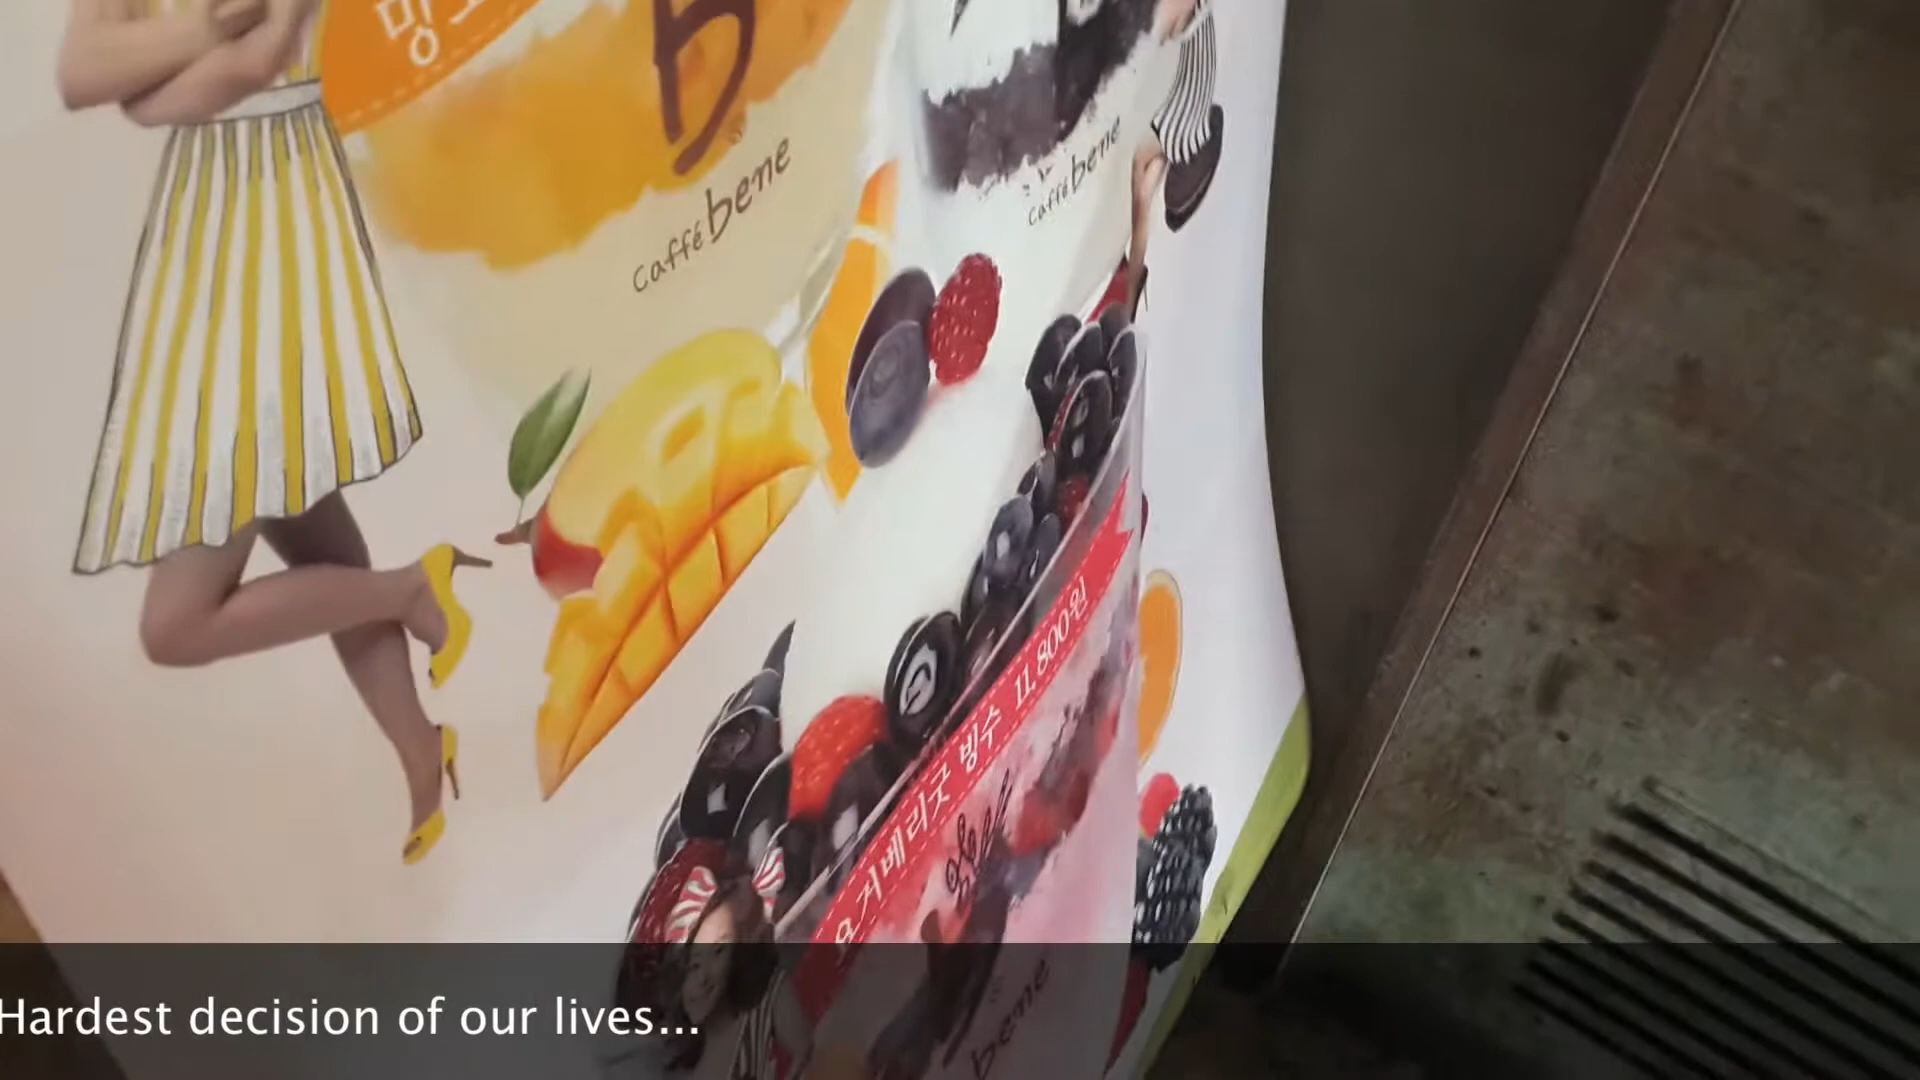 망고
b
caffé bene
caffé bene
요거베리굿 빙수 11,800원
bene
Hardest decision of our lives...